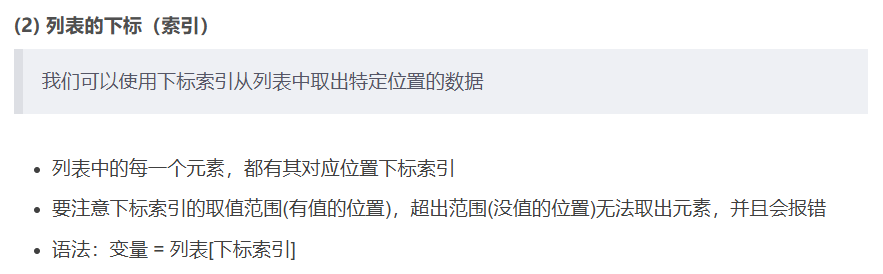 (2) 列表的下标（索引）
我们可以使用下标索引从列表中取出特定位置的数据
• 列表中的每一个元素，都有其对应位置下标索引
• 要注意下标索引的取值范围(有值的位置)，超出范围(没值的位置)无法取出元素，并且会报错
• 语法：变量 = 列表[下标索引]